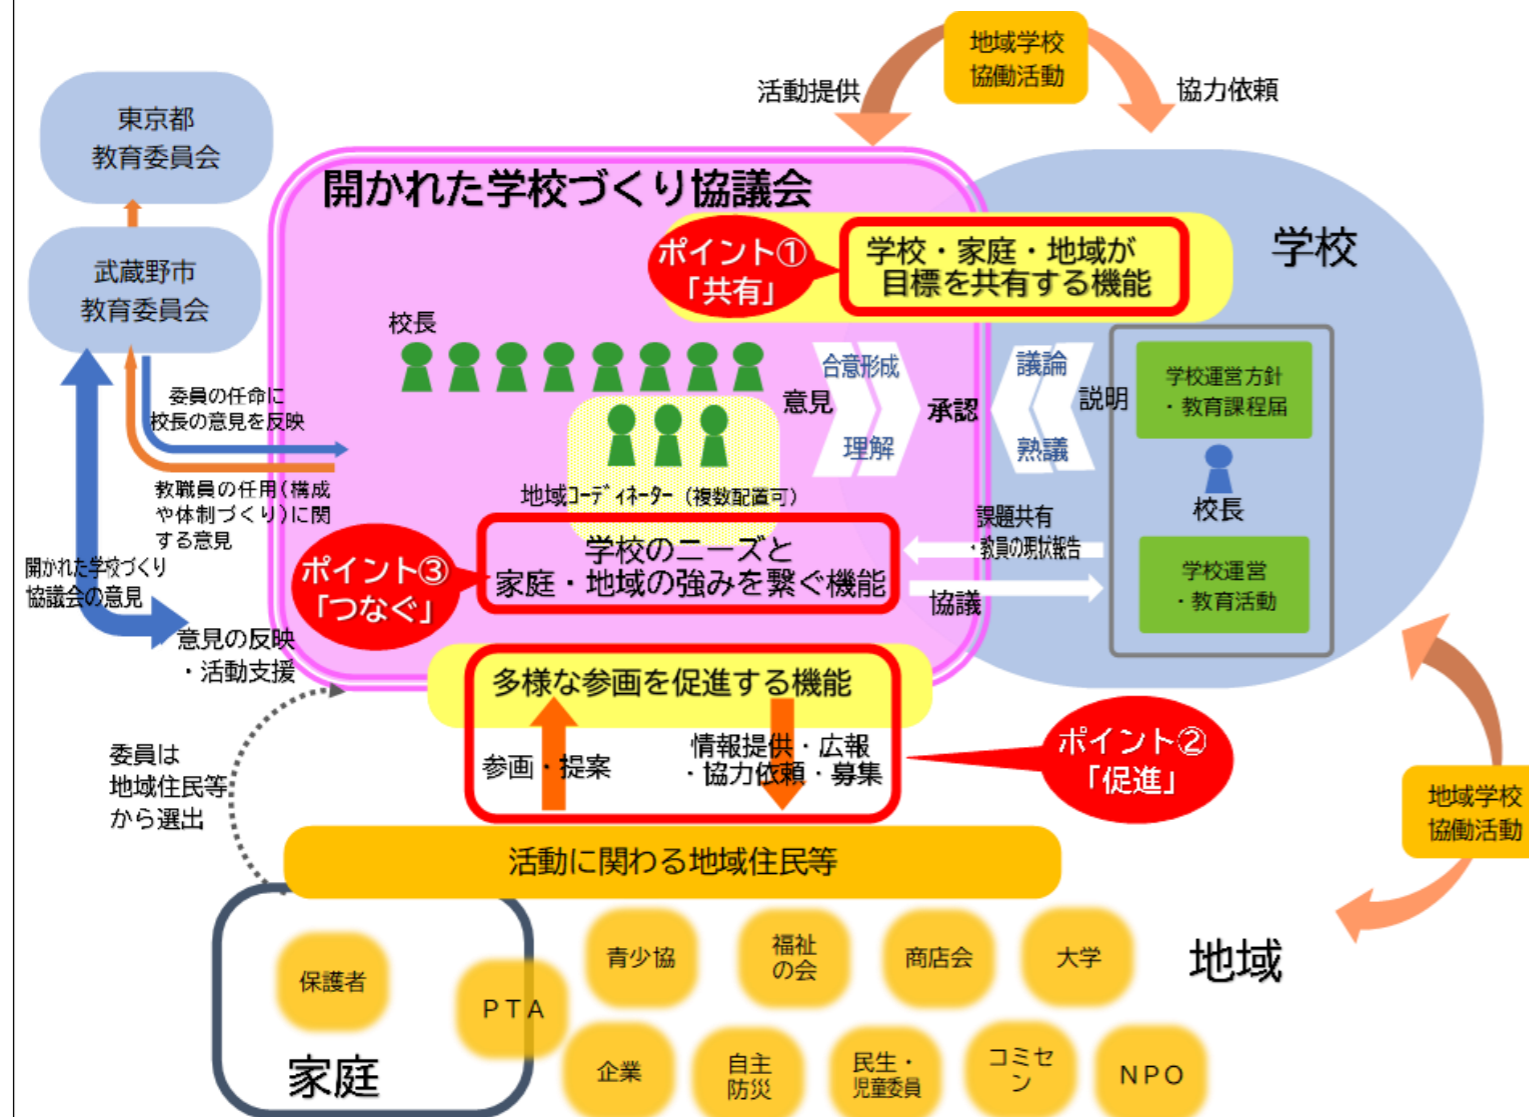 地域学校
協働活動
活動提供
協力依頼
東京都
教育委員会
武蔵野市
教育委員会
開かれた学校づくり協議会
学校
ポイント①
「共有」
学校・家庭・地域が
目標を共有する機能
校長
合意形成
理解
意見
承認
議論
熟議
説明
学校運営方針
・教育課程届
校長
学校運営
・教育活動
委員の任命に
校長の意見を反映
教職員の任用(構成
や体制づくり)に関
する意見
地域ｺｰﾃﾞｨﾈｰﾀｰ（複数配置可）
課題共有
・教員の現状報告
協議
ポイント③
「つなぐ」
学校のニーズと
家庭・地域の強みを繋ぐ機能
開かれた学校づくり
協議会の意見
意見の反映
・活動支援
多様な参画を促進する機能
参画・提案
情報提供・広報
・協力依頼・募集
ポイント②
「促進」
委員は
地域住民等
から選出
地域学校
協働活動
活動に関わる地域住民等
保護者
ＰＴＡ
家庭
青少協
福祉
の会
商店会
大学
地域
企業
自主
防災
民生・
児童委員
コミセ
ン
ＮＰＯ